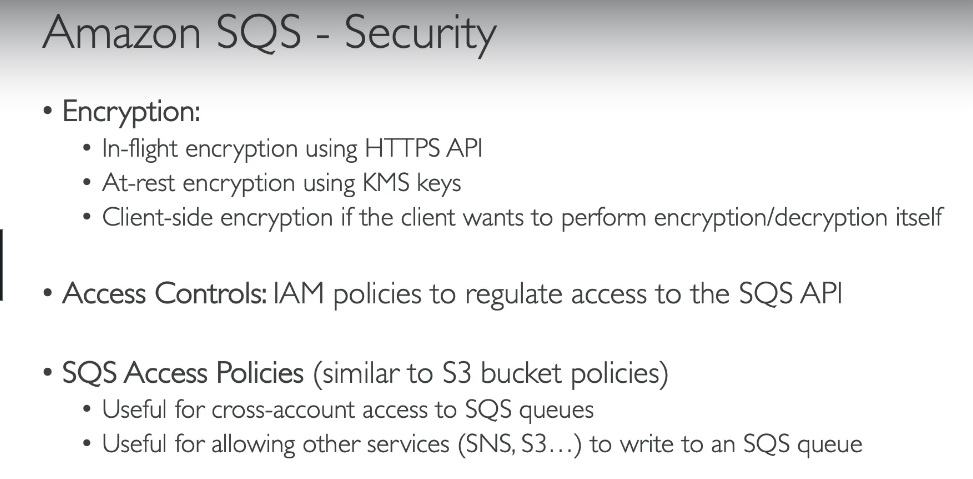 Amazon SQS - Security
• Encryption:
• In-flight encryption using HTTPS API
• At-rest encryption using KMS keys
• Client-side encryption if the client wants to perform encryption/decryption itself
• Access Controls: IAM policies to regulate access to the SQS API
• SQS Access Policies (similar to S3 bucket policies)
• Useful for cross-account access to SQS queues
• Useful for allowing other services (SNS, S3…) to write to an SQS queue